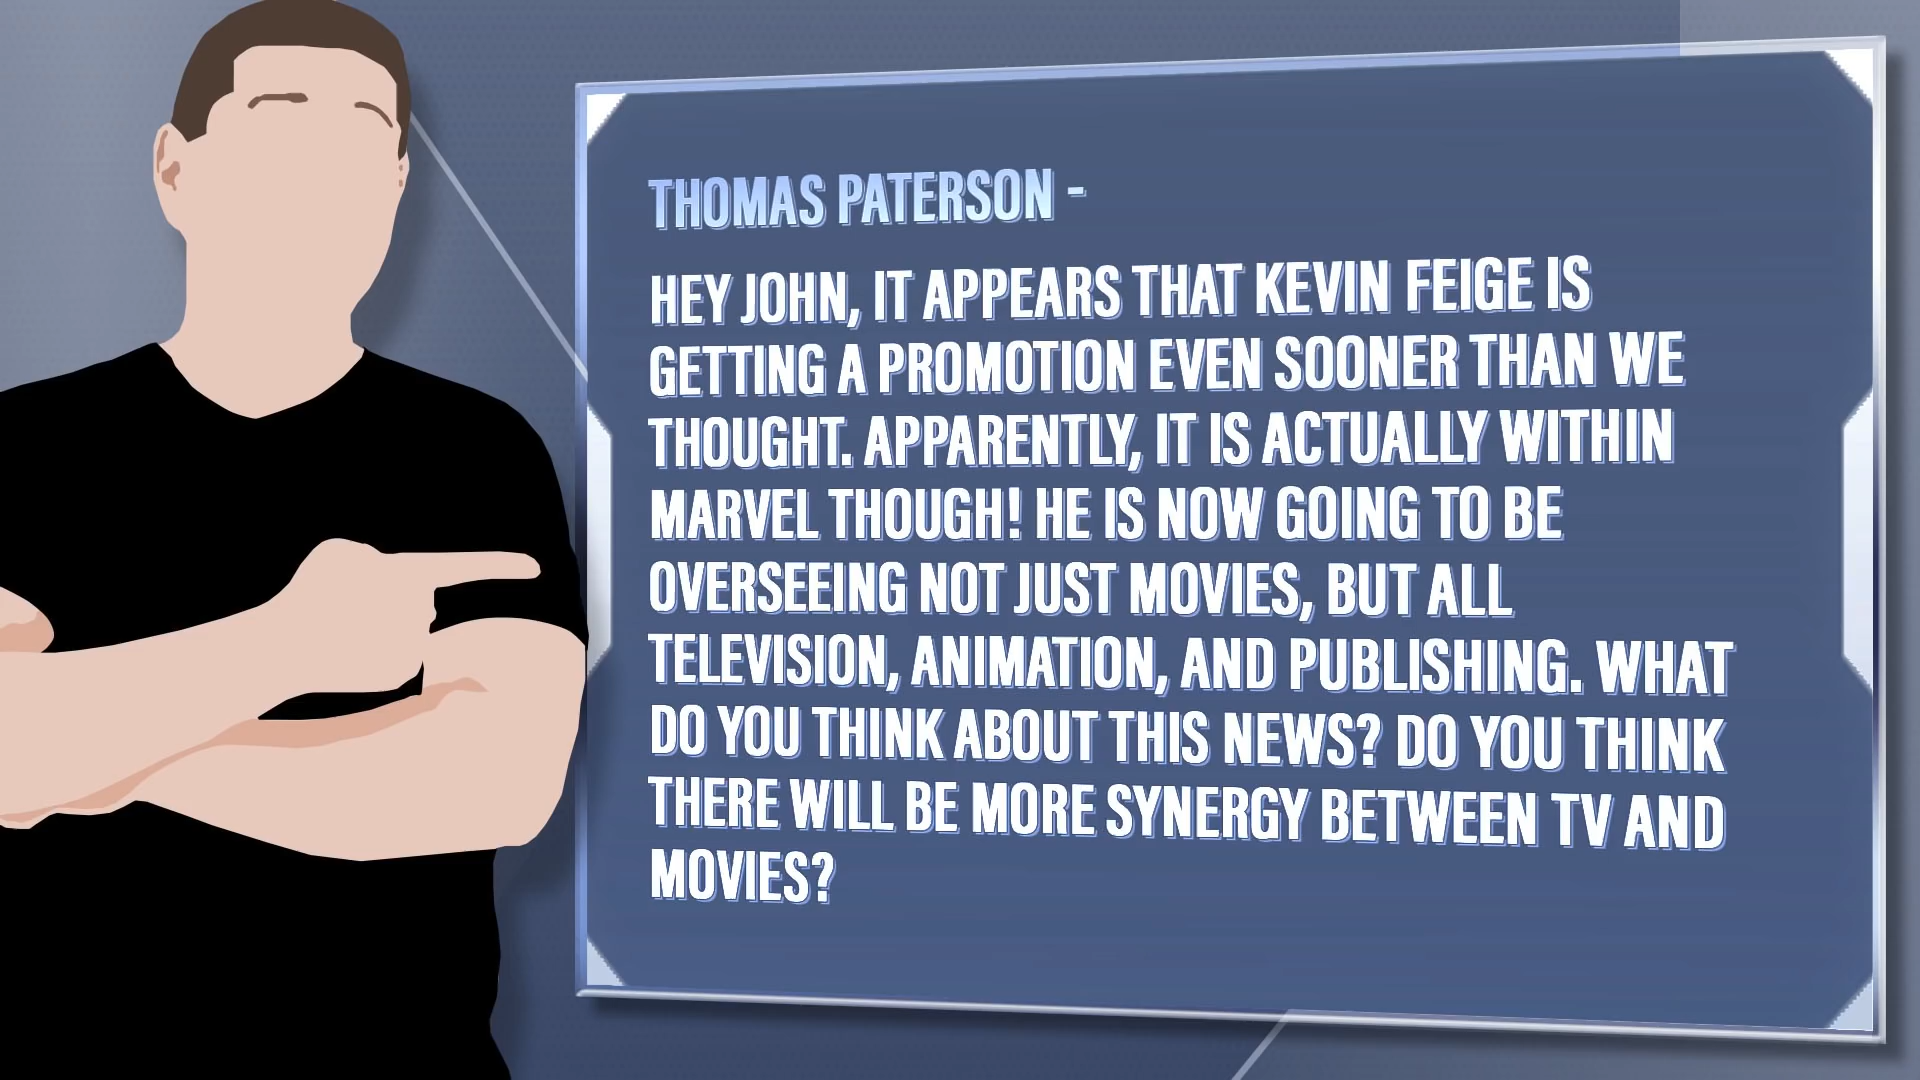 THOMAS PATERSON -
HEY JOHN, IT APPEARS THAT KEVIN FEIGE IS
GETTING A PROMOTION EVEN SOONER THAN WE
THOUGHT. APPARENTLY, IT IS ACTUALLY WITHIN
MARVEL THOUGH! HE IS NOW GOING TO BE
OVERSEEING NOT JUST MOVIES, BUT ALL
TELEVISION, ANIMATION, AND PUBLISHING. WHAT
DO YOU THINK ABOUT THIS NEWS? DO YOU THINK
THERE WILL BE MORE SYNERGY BETWEEN TV AND
MOVIES?